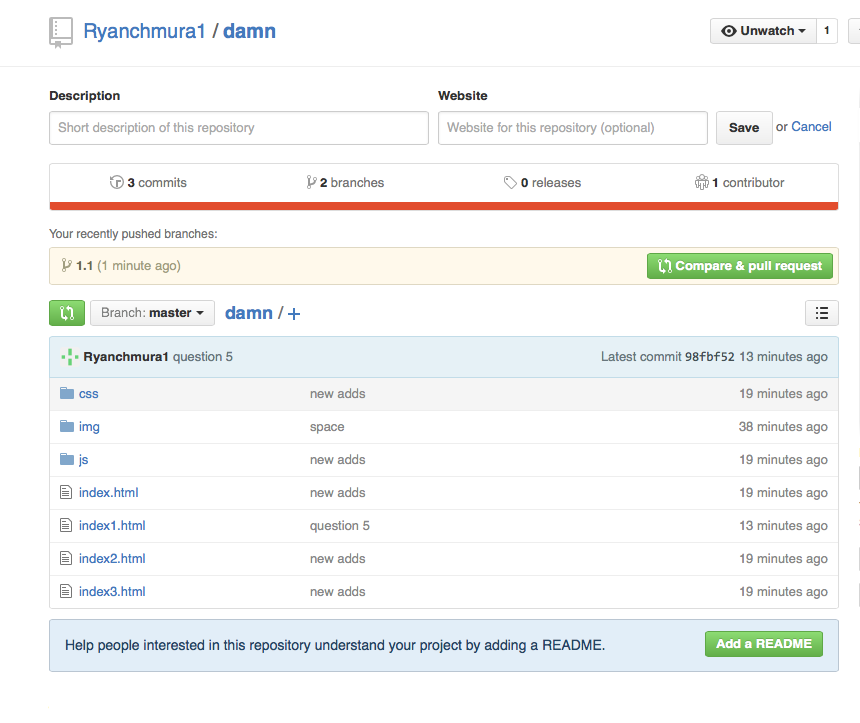 Ryanchmura1 / damn
Unwatch 1
Description Website
Short description of this repository Website for this repository (optional) Save or Cancel
3 commits 2 branches 0 releases 1 contributor
Your recently pushed branches:
1.1 (1 minute ago) Compare & pull request
Branch: master damn / +
Ryanchmura1 question 5 Latest commit 98fbf52 13 minutes ago
css new adds 19 minutes ago
img space 38 minutes ago
js new adds 19 minutes ago
index.html new adds 19 minutes ago
index1.html question 5 13 minutes ago
index2.html new adds 19 minutes ago
index3.html new adds 19 minutes ago
Help people interested in this repository understand your project by adding a README. Add a README